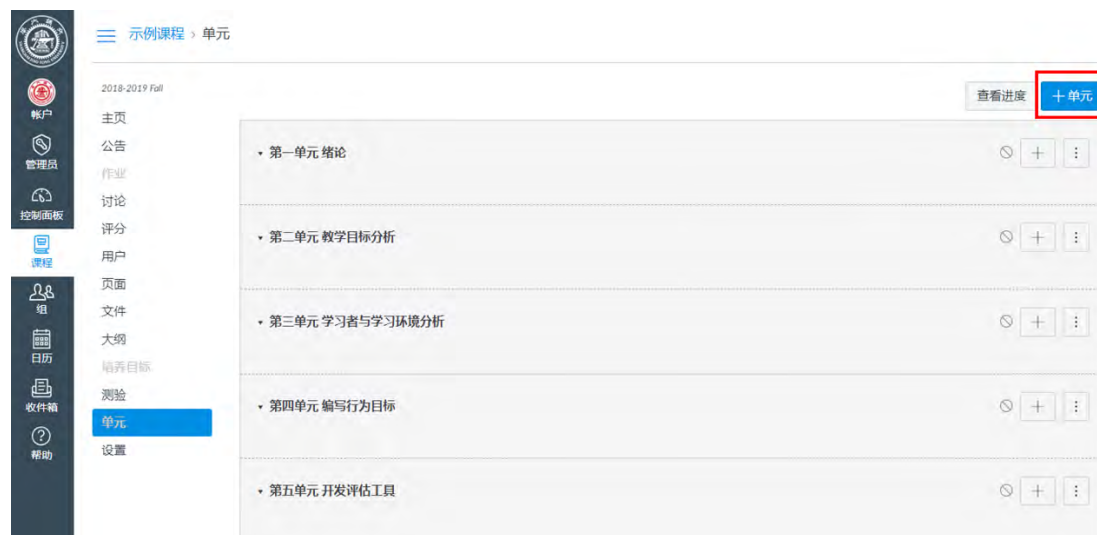 示例课程 › 单元
帐户
管理员
控制面板
课程
组
日历
收件箱
帮助
2018-2019 Fall
主页
公告
作业
讨论
评分
用户
页面
文件
大纲
培养目标
测验
单元
设置
查看进度
+单元
第一单元 绪论
第二单元 教学目标分析
第三单元 学习者与学习环境分析
第四单元 编写行为目标
第五单元 开发评估工具